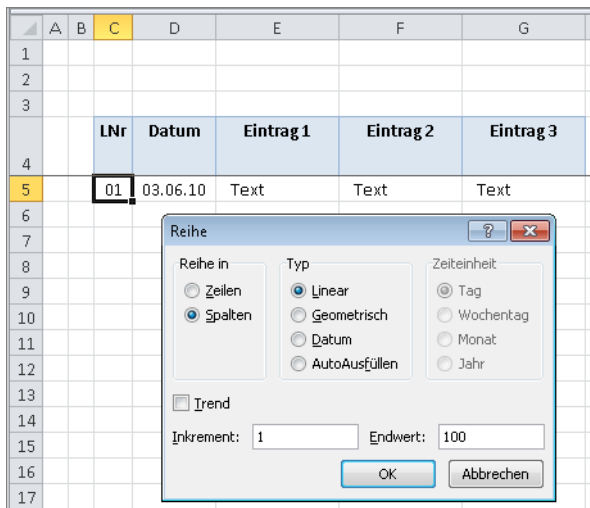 A B C D E F G
1
2
3
4 LNr Datum Eintrag 1 Eintrag 2 Eintrag 3
5 01 03.06.10 Text Text Text
6
7 Reihe
8 Reihe in Typ Zeiteinheit
9 Zeilen Linear Tag
10 Spalten Geometrisch Wochentag
11 Datum Monat
12 AutoAusfüllen Jahr
13
14 Trend
15 Inkrement: 1 Endwert: 100
16 OK Abbrechen
17